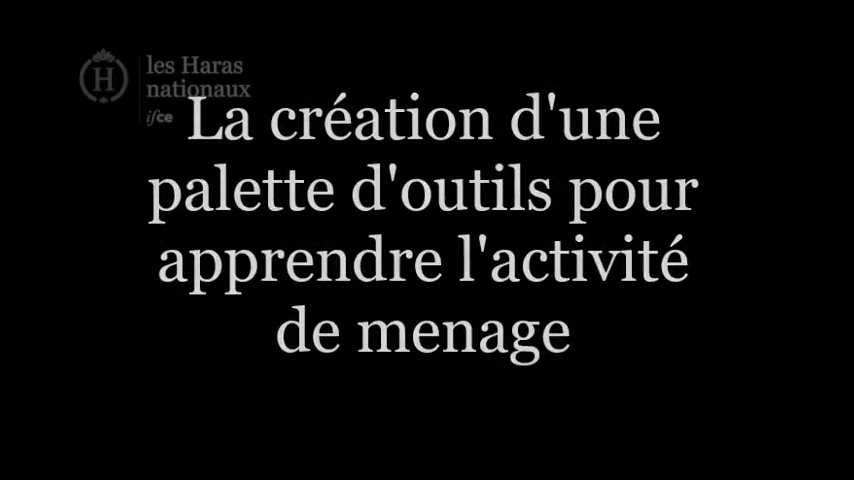 les Haras
nationaux
ifce
La création d'une
palette d'outils pour
apprendre l'activité
de menage